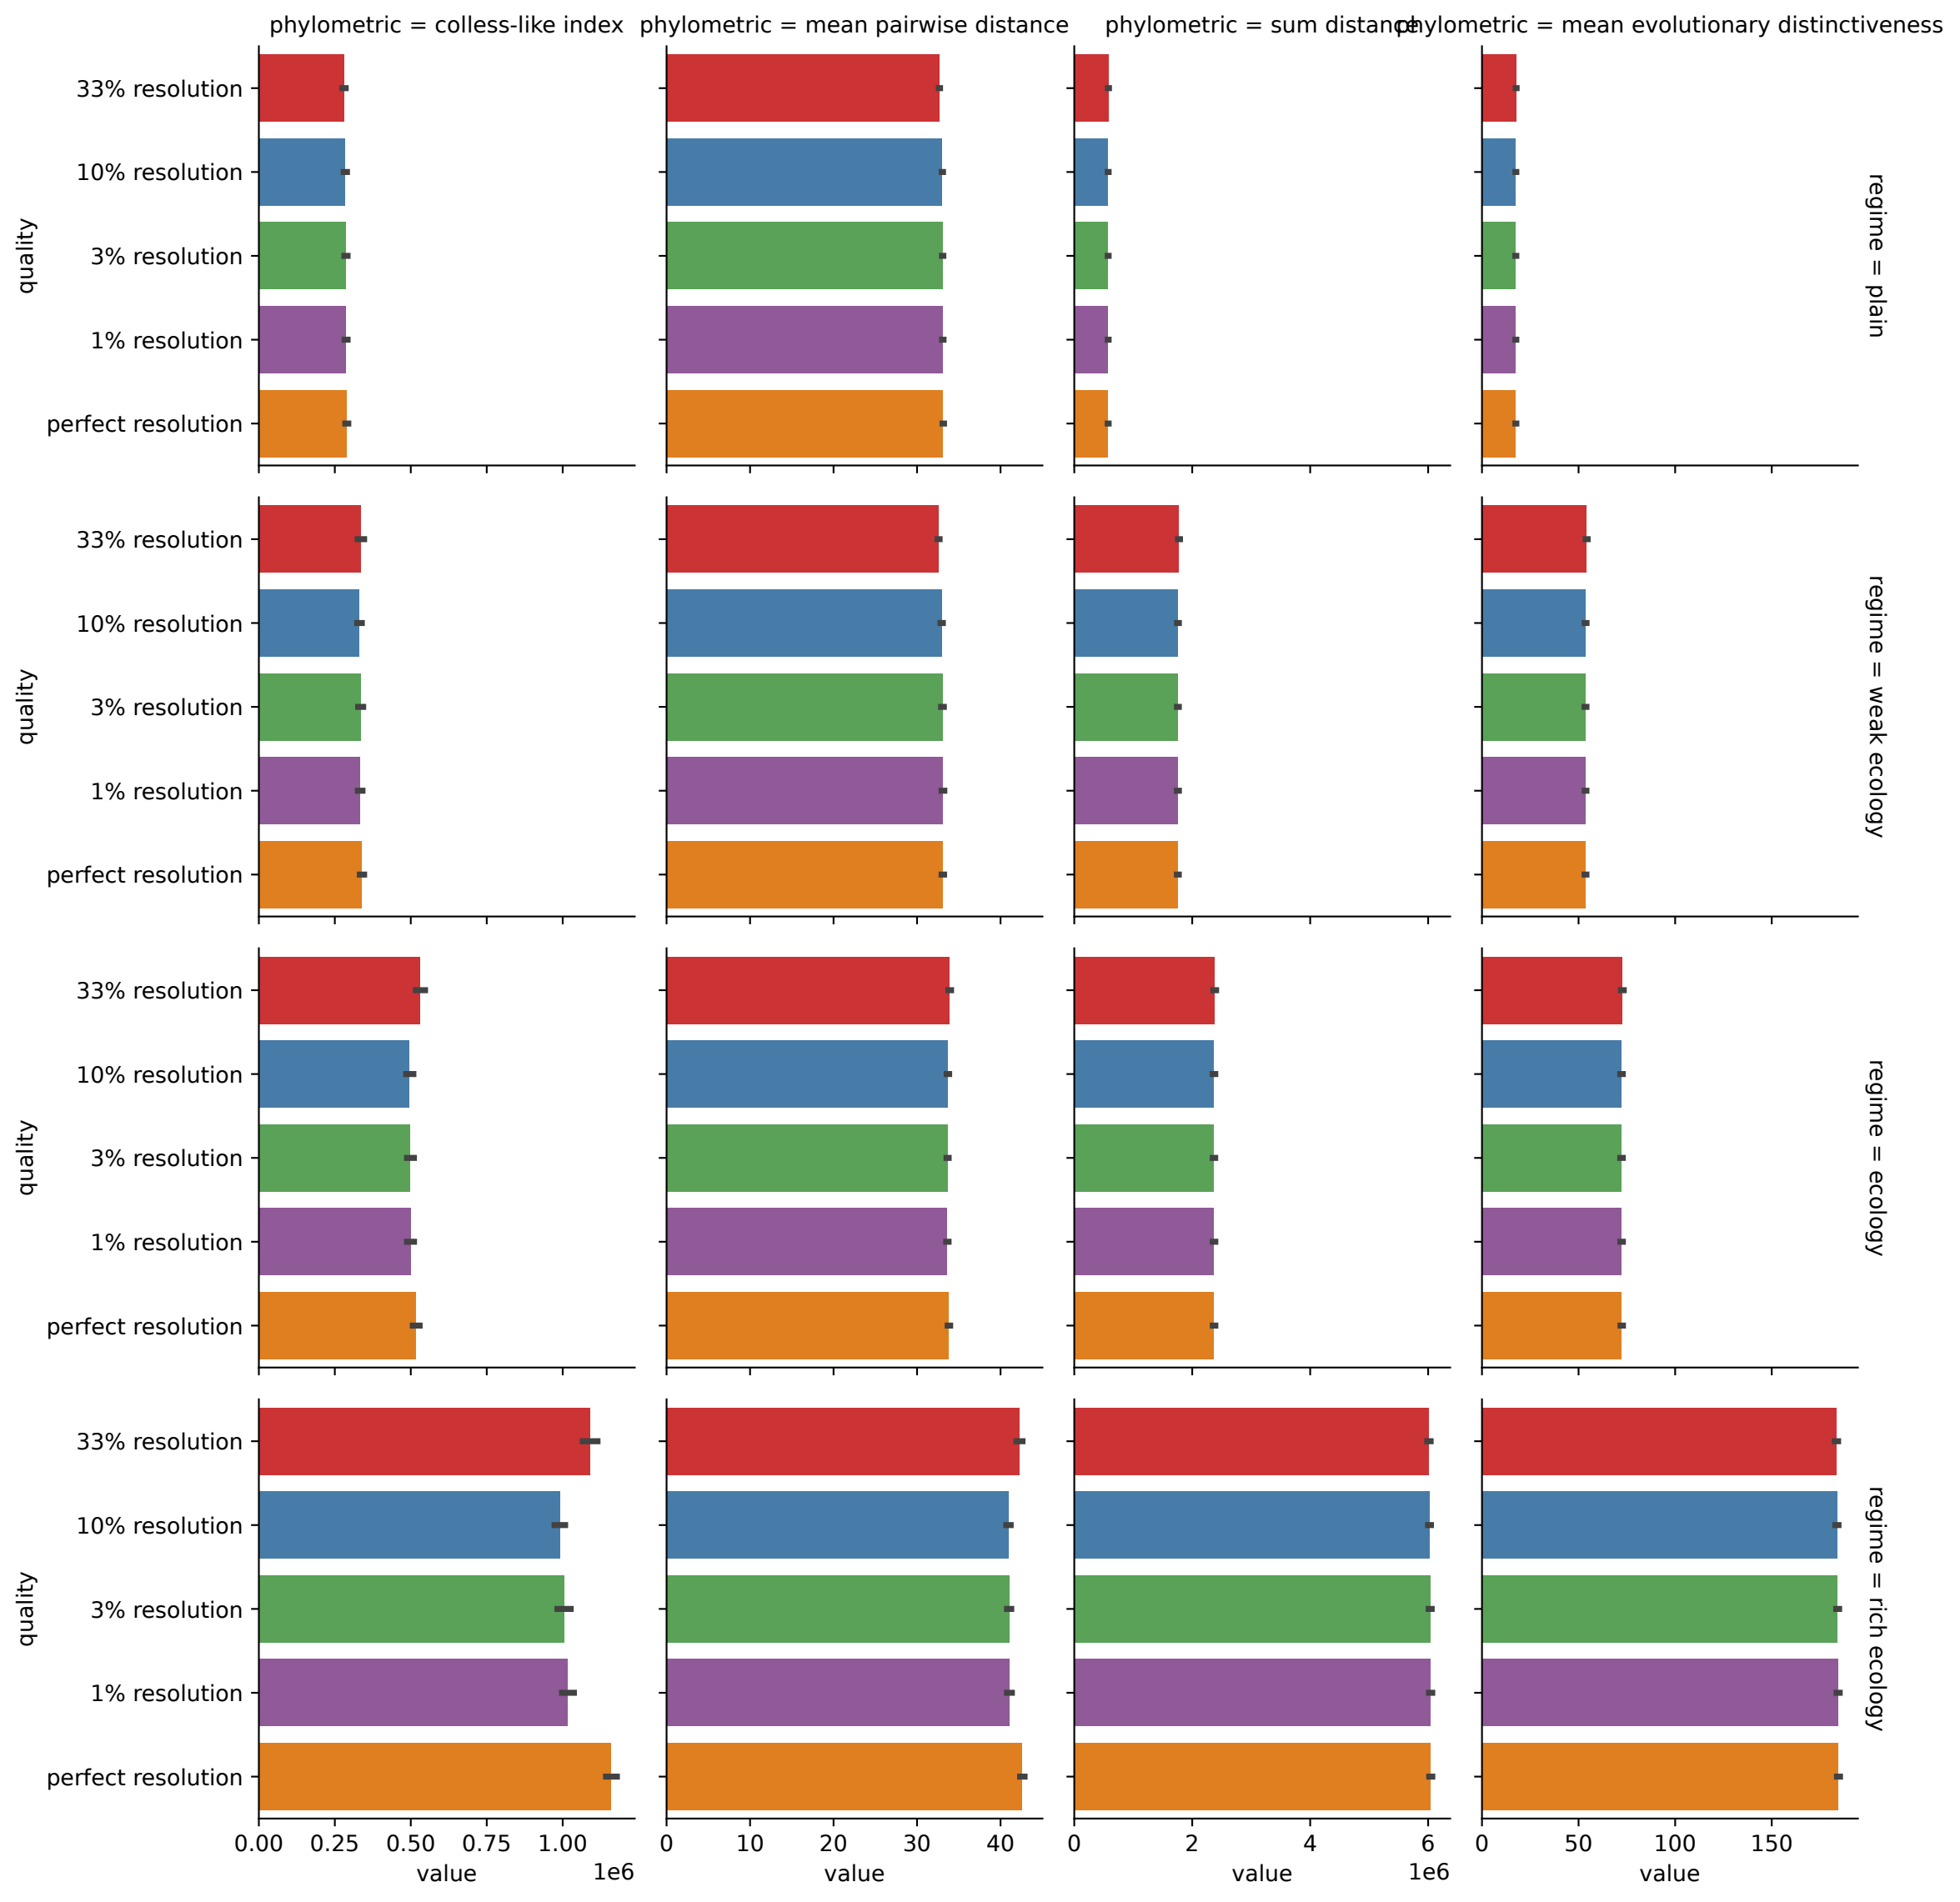 phylometric = colless-like index
phylometric = mean pairwise distance
phylometric = sum distance
phylometric = mean evolutionary distinctiveness
quality
33% resolution
10% resolution
3% resolution
1% resolution
perfect resolution
regime = plain
quality
33% resolution
10% resolution
3% resolution
1% resolution
perfect resolution
regime = weak ecology
quality
33% resolution
10% resolution
3% resolution
1% resolution
perfect resolution
regime = ecology
quality
33% resolution
10% resolution
3% resolution
1% resolution
perfect resolution
regime = rich ecology
0.00 0.25 0.50 0.75 1.00
1e6
value
0 10 20 30 40
value
0 2 4 6
1e6
value
0 50 100 150
value